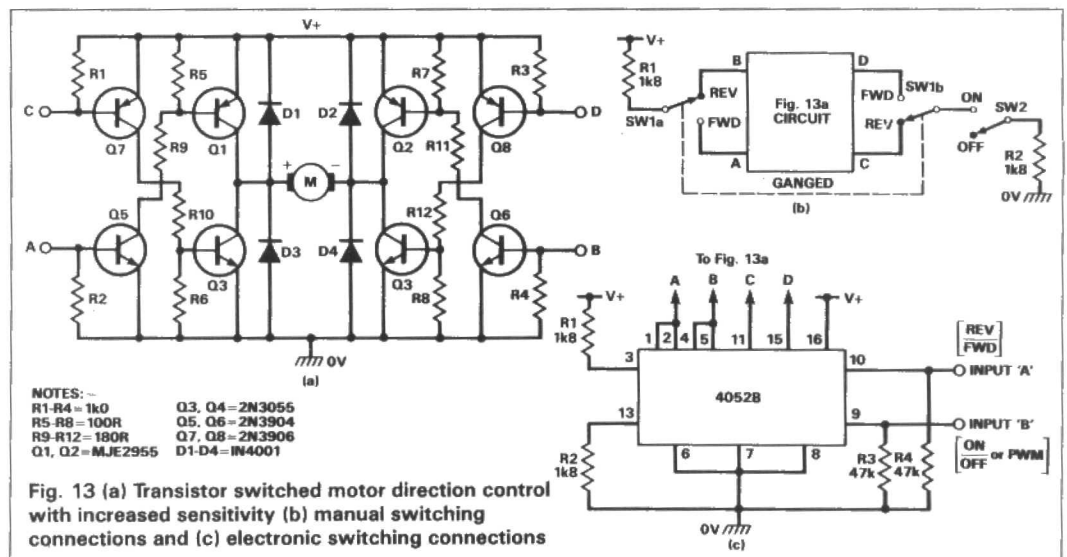 V+
R1
R5
R7
R3
C
Q7
R9
Q1
D1
D2
Q2
R11
Q8
D
+
M
−
A
Q5
R10
R2
R6
Q3
D3
D4
R12
R8
Q3
Q6
R4
B
0V
(a)
NOTES: –
R1-R4 = 1k0
R5-R8 = 100R
R9-R12 = 180R
Q1, Q2 = MJE2955
Q3, Q4 = 2N3055
Q5, Q6 = 2N3904
Q7, Q8 = 2N3906
D1-D4 = IN4001
Fig. 13 (a) Transistor switched motor direction control
with increased sensitivity (b) manual switching
connections and (c) electronic switching connections
V+
R1
1k8
SW1a
REV
FWD
B
A
Fig. 13a
CIRCUIT
D
C
FWD
SW1b
REV
ON
OFF
SW2
R2
1k8
0V
GANGED
(b)
To Fig. 13a
A
B
C
D
V+
V+
R1
1k8
1
2
4
5
11
15
16
3
13
4052B
10
9
6
7
8
R2
1k8
R3
47k
R4
47k
REV
FWD
INPUT 'A'
INPUT 'B'
ON
OFF
or PWM
0V
(c)